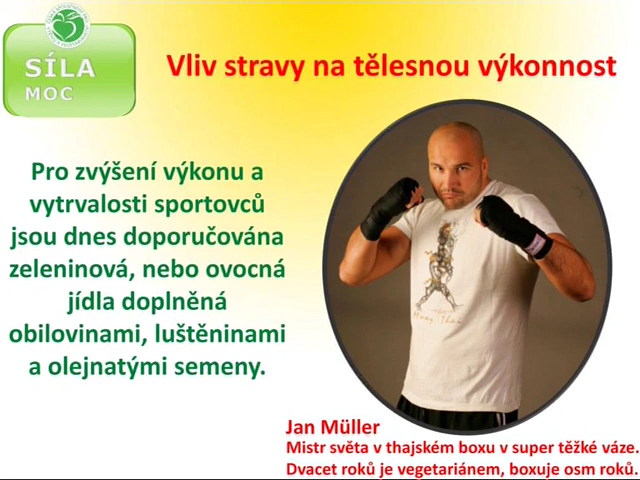 SÍLA
MOC
Vliv stravy na tělesnou výkonnost
Pro zvýšení výkonu a
vytrvalosti sportovců
jsou dnes doporučována
zeleninová, nebo ovocná
jídla doplněná
obilovinami, luštěninami
a olejnatými semeny.
Jan Müller
Mistr světa v thajském boxu v super těžké váze.
Dvacet roků je vegetariánem, boxuje osm roků.